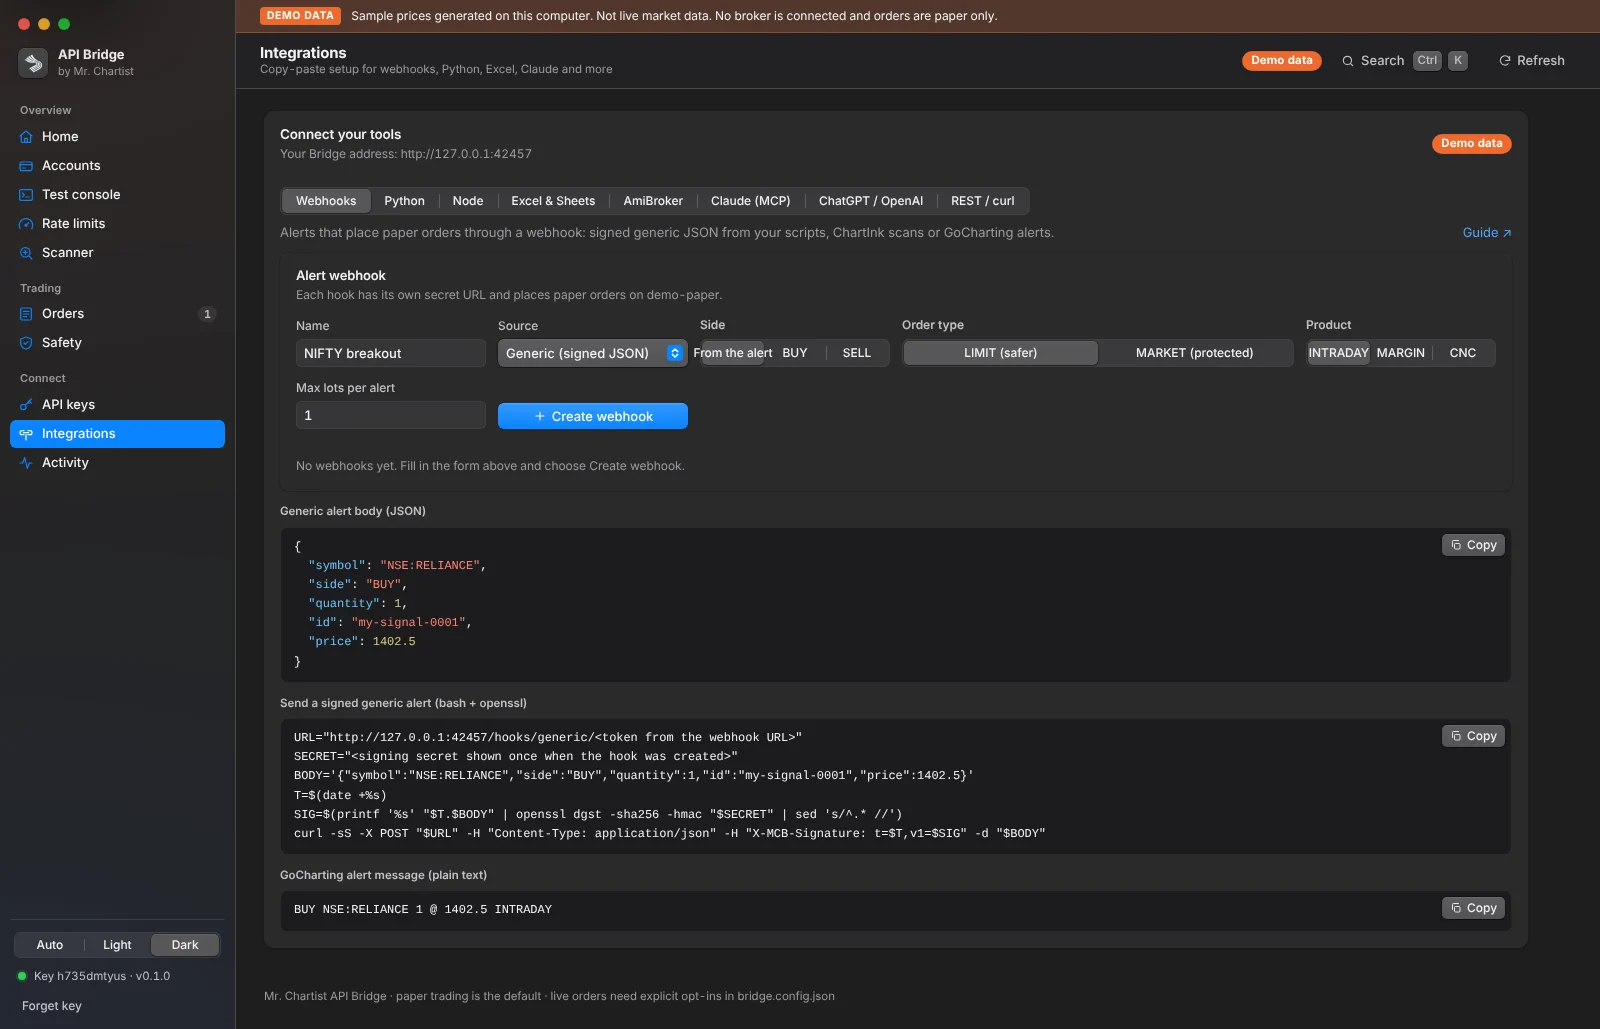 DEMO DATA Sample prices generated on this computer. Not live market data. No broker is connected and orders are paper only.
API Bridge
by Mr. Chartist
Overview
Home
Accounts
Test console
Rate limits
Scanner
Trading
Orders 1
Safety
Connect
API keys
Integrations
Activity
Auto Light Dark
Key h735dmtyus · v0.1.0
Forget key
Integrations
Copy-paste setup for webhooks, Python, Excel, Claude and more
Demo data Search Ctrl K Refresh
Connect your tools
Your Bridge address: http://127.0.0.1:42457
Demo data
Webhooks Python Node Excel & Sheets AmiBroker Claude (MCP) ChatGPT / OpenAI REST / curl
Alerts that place paper orders through a webhook: signed generic JSON from your scripts, ChartInk scans or GoCharting alerts.
Guide ↗
Alert webhook
Each hook has its own secret URL and places paper orders on demo-paper.
Name Source Side Order type Product
NIFTY breakout Generic (signed JSON) From the alert BUY SELL LIMIT (safer) MARKET (protected) INTRADAY MARGIN CNC
Max lots per alert
1 + Create webhook
No webhooks yet. Fill in the form above and choose Create webhook.
Generic alert body (JSON)
Copy
{
"symbol": "NSE:RELIANCE",
"side": "BUY",
"quantity": 1,
"id": "my-signal-0001",
"price": 1402.5
}
Send a signed generic alert (bash + openssl)
Copy
URL="http://127.0.0.1:42457/hooks/generic/<token from the webhook URL>"
SECRET="<signing secret shown once when the hook was created>"
BODY='{"symbol":"NSE:RELIANCE","side":"BUY","quantity":1,"id":"my-signal-0001","price":1402.5}'
T=$(date +%s)
SIG=$(printf '%s' "$T.$BODY" | openssl dgst -sha256 -hmac "$SECRET" | sed 's/^.* //')
curl -sS -X POST "$URL" -H "Content-Type: application/json" -H "X-MCB-Signature: t=$T,v1=$SIG" -d "$BODY"
GoCharting alert message (plain text)
Copy
BUY NSE:RELIANCE 1 @ 1402.5 INTRADAY
Mr. Chartist API Bridge · paper trading is the default · live orders need explicit opt-ins in bridge.config.json